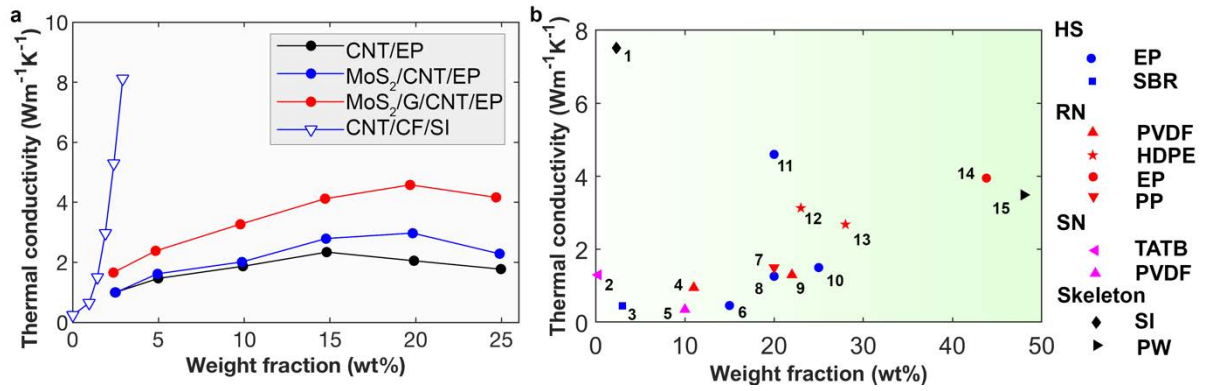 a
Thermal conductivity (Wm⁻¹K⁻¹)
10
8
6
4
2
0
0 5 10 15 20 25
Weight fraction (wt%)
CNT/EP
MoS₂/CNT/EP
MoS₂/G/CNT/EP
CNT/CF/SI
b
Thermal conductivity (Wm⁻¹K⁻¹)
8
6
4
2
0
0 10 20 30 40 50
Weight fraction (wt%)
1
11
12
13
14
15
2
3
4
5
6
7
8
9
10
HS
EP
SBR
RN
PVDF
HDPE
EP
PP
SN
TATB
PVDF
Skeleton
SI
PW